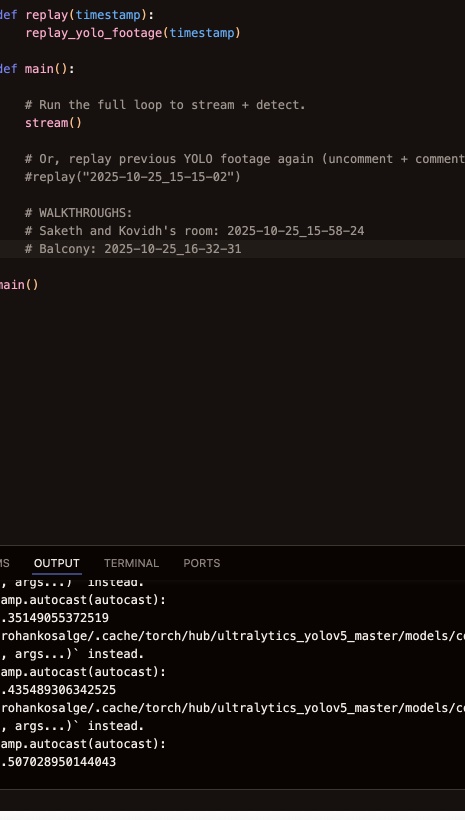 def replay(timestamp):
replay_yolo_footage(timestamp)
def main():
# Run the full loop to stream + detect.
stream()
# Or, replay previous YOLO footage again (uncomment + comment
#replay("2025-10-25_15-15-02")
# WALKTHROUGHS:
# Saketh and Kovidh's room: 2025-10-25_15-58-24
# Balcony: 2025-10-25_16-32-31
main()
MS
OUTPUT
TERMINAL
PORTS
, args...)` instead.
amp.autocast(autocast):
.35149055372519
rohankosalge/.cache/torch/hub/ultralytics_yolov5_master/models/co
, args...)` instead.
amp.autocast(autocast):
.435489306342525
rohankosalge/.cache/torch/hub/ultralytics_yolov5_master/models/co
, args...)` instead.
amp.autocast(autocast):
.507028950144043